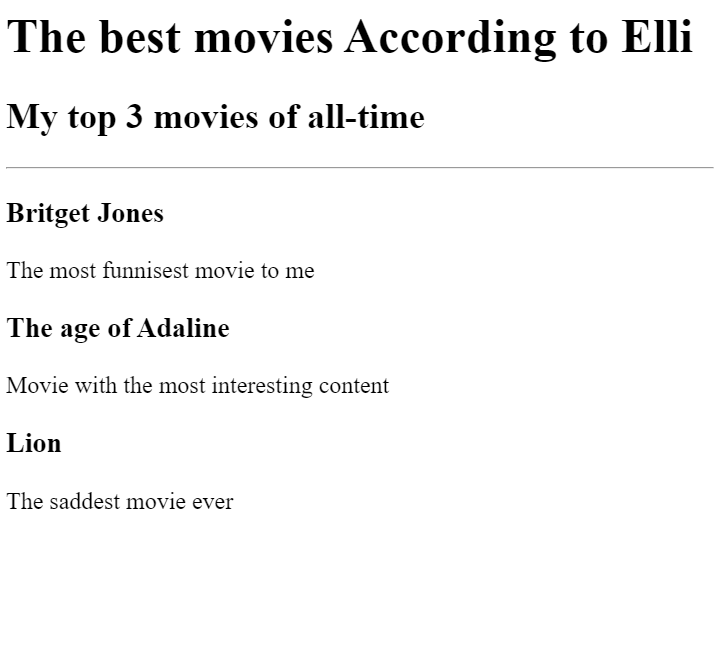 The best movies According to Elli
My top 3 movies of all-time
Britget Jones
The most funnisest movie to me
The age of Adaline
Movie with the most interesting content
Lion
The saddest movie ever